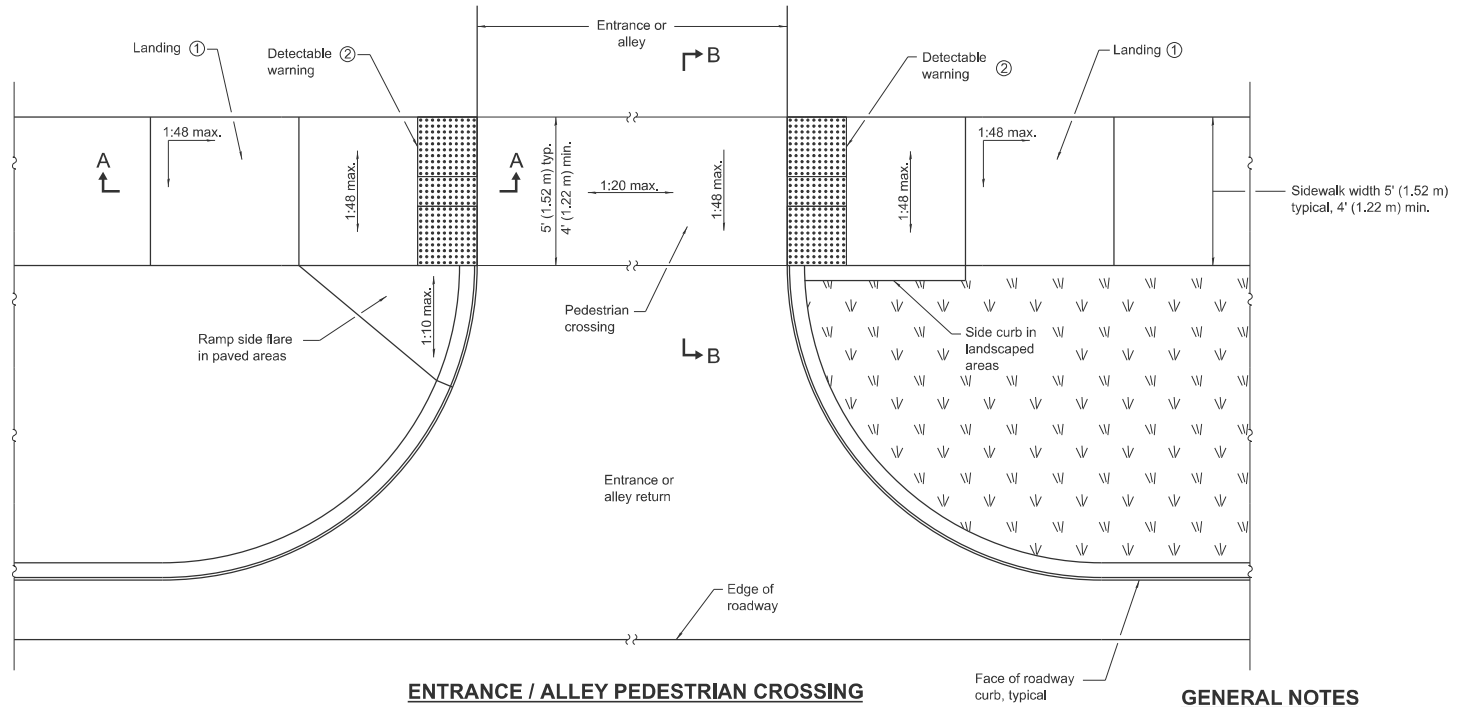 Entrance or
alley
Landing ①
Detectable ②
warning
B
Detectable
warning ②
Landing ①
1:48 max.
A
1:48 max.
A
5' (1.52 m) typ.
4' (1.22 m) min.
1:20 max.
1:48 max.
1:48 max.
1:48 max.
Sidewalk width 5' (1.52 m)
typical, 4' (1.22 m) min.
1:10 max.
Ramp side flare
in paved areas
Pedestrian
crossing
B
Side curb in
landscaped
areas
Entrance or
alley return
Edge of
roadway
Face of roadway
curb, typical
ENTRANCE / ALLEY PEDESTRIAN CROSSING
GENERAL NOTES